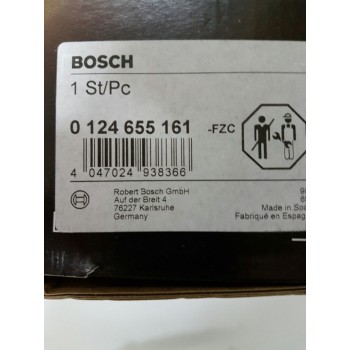 BOSCH
1 St/Pc
0 124 655 161 -FZC
4 047024 938366
Robert Bosch GmbH
Auf der Breit 4
76227 Karlsruhe
Germany
Made in
Fabriqué en